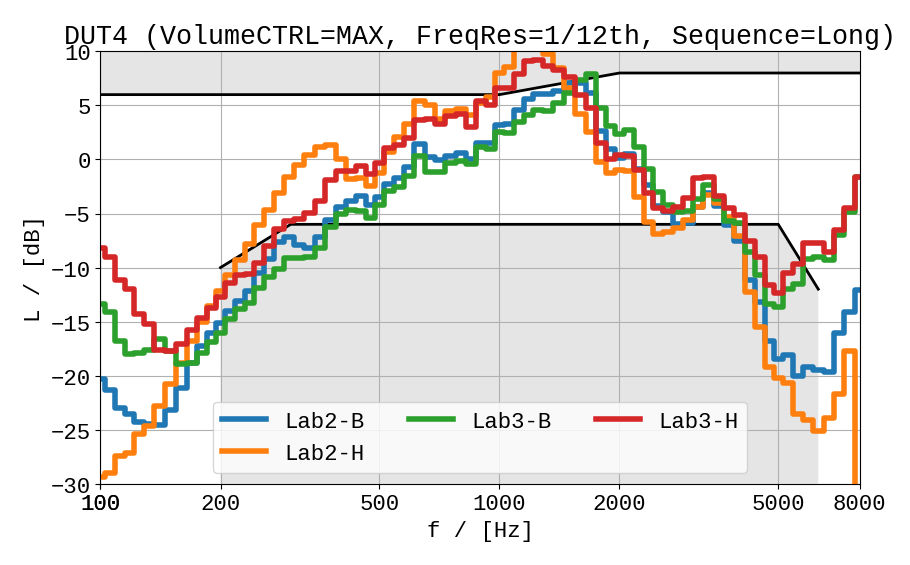 DUT4 (VolumeCTRL=MAX, FreqRes=1/12th, Sequence=Long)
10
5
0
−5
−10
−15
−20
−25
−30
L / [dB]
Lab2-B Lab3-B Lab3-H
Lab2-H
100 200 500 1000 2000 5000 8000
f / [Hz]